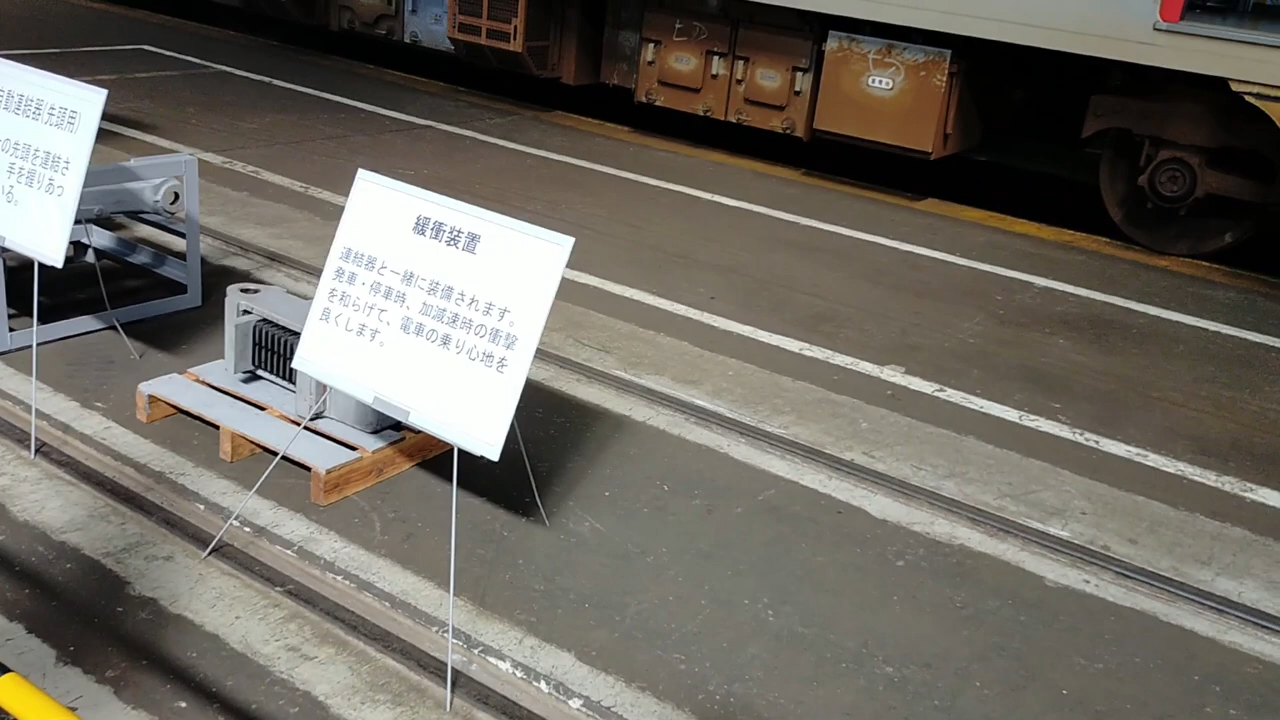 自動連結器(先頭用)
の先頭を連結さ
手を握りあっ
いる。
緩衝装置
連結器と一緒に装備されます。
発車・停車時、加減速時の衝撃
を和らげて、電車の乗り心地を
良くします。